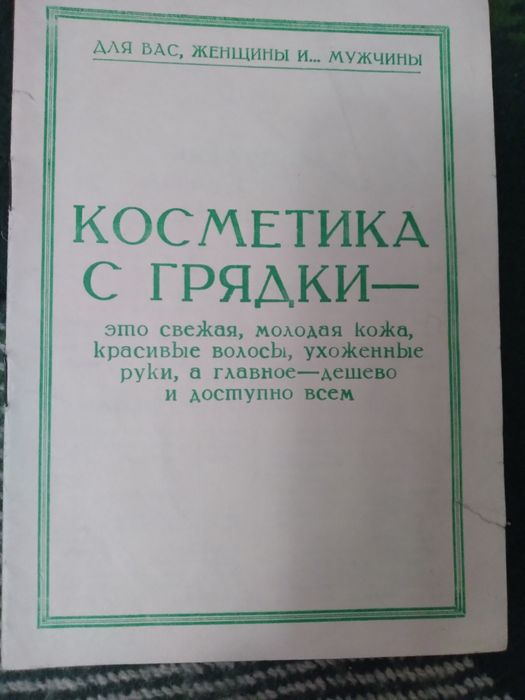 ДЛЯ ВАС, ЖЕНЩИНЫ И... МУЖЧИНЫ
КОСМЕТИКА
С ГРЯДКИ—
это свежая, молодая кожа,
красивые волосы, ухоженные
руки, а главное—дешево
и доступно всем